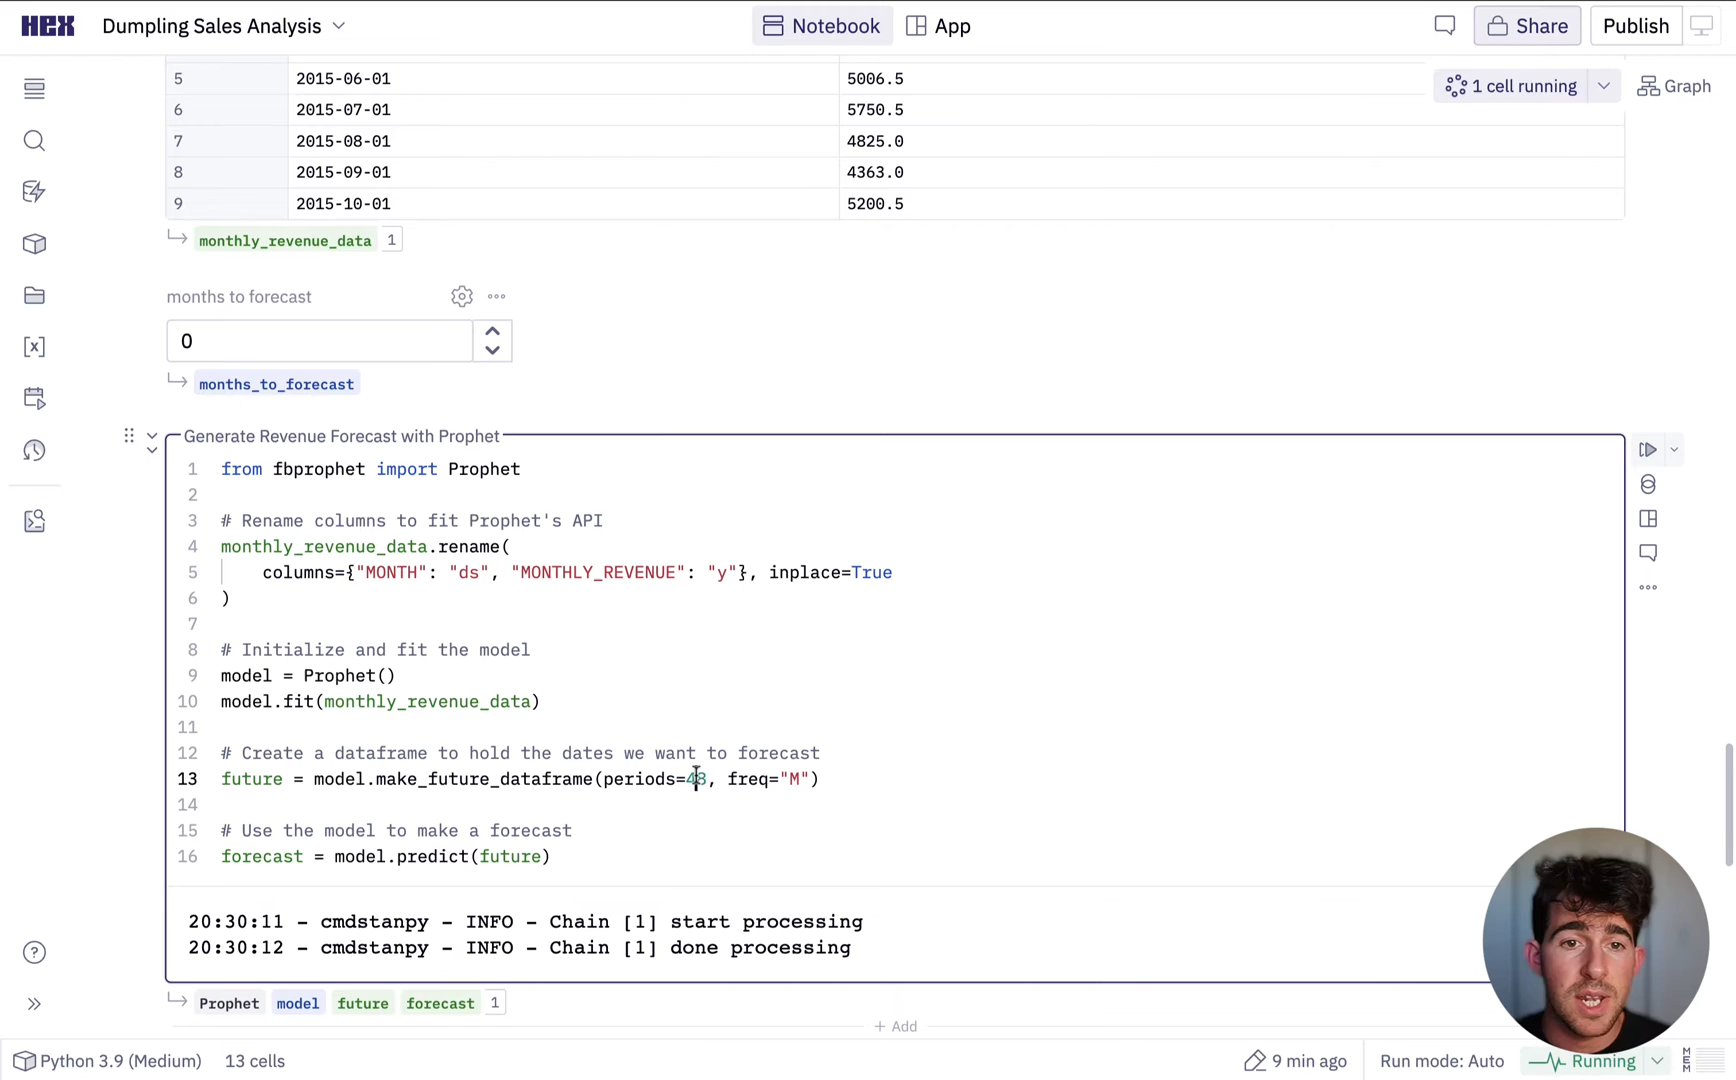 HEX Dumpling Sales Analysis Notebook App Share Publish
5 2015-06-01 5006.5
1 cell running Graph
6 2015-07-01 5750.5
7 2015-08-01 4825.0
8 2015-09-01 4363.0
9 2015-10-01 5200.5
monthly_revenue_data 1
months to forecast
0
months_to_forecast
Generate Revenue Forecast with Prophet
1 from fbprophet import Prophet
2
3 # Rename columns to fit Prophet's API
4 monthly_revenue_data.rename(
5 columns={"MONTH": "ds", "MONTHLY_REVENUE": "y"}, inplace=True
6 )
7
8 # Initialize and fit the model
9 model = Prophet()
10 model.fit(monthly_revenue_data)
11
12 # Create a dataframe to hold the dates we want to forecast
13 future = model.make_future_dataframe(periods=48, freq="M")
14
15 # Use the model to make a forecast
16 forecast = model.predict(future)
20:30:11 - cmdstanpy - INFO - Chain [1] start processing
20:30:12 - cmdstanpy - INFO - Chain [1] done processing
Prophet model future forecast 1
+ Add
Python 3.9 (Medium) 13 cells 9 min ago Run mode: Auto Running MEM